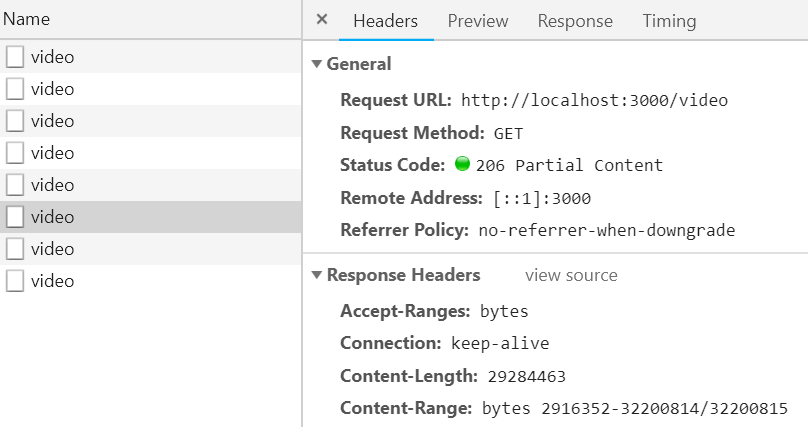 Name
video
video
video
video
video
video
video
video
× Headers Preview Response Timing
General
Request URL: http://localhost:3000/video
Request Method: GET
Status Code: 206 Partial Content
Remote Address: [::1]:3000
Referrer Policy: no-referrer-when-downgrade
Response Headers view source
Accept-Ranges: bytes
Connection: keep-alive
Content-Length: 29284463
Content-Range: bytes 2916352-32200814/32200815